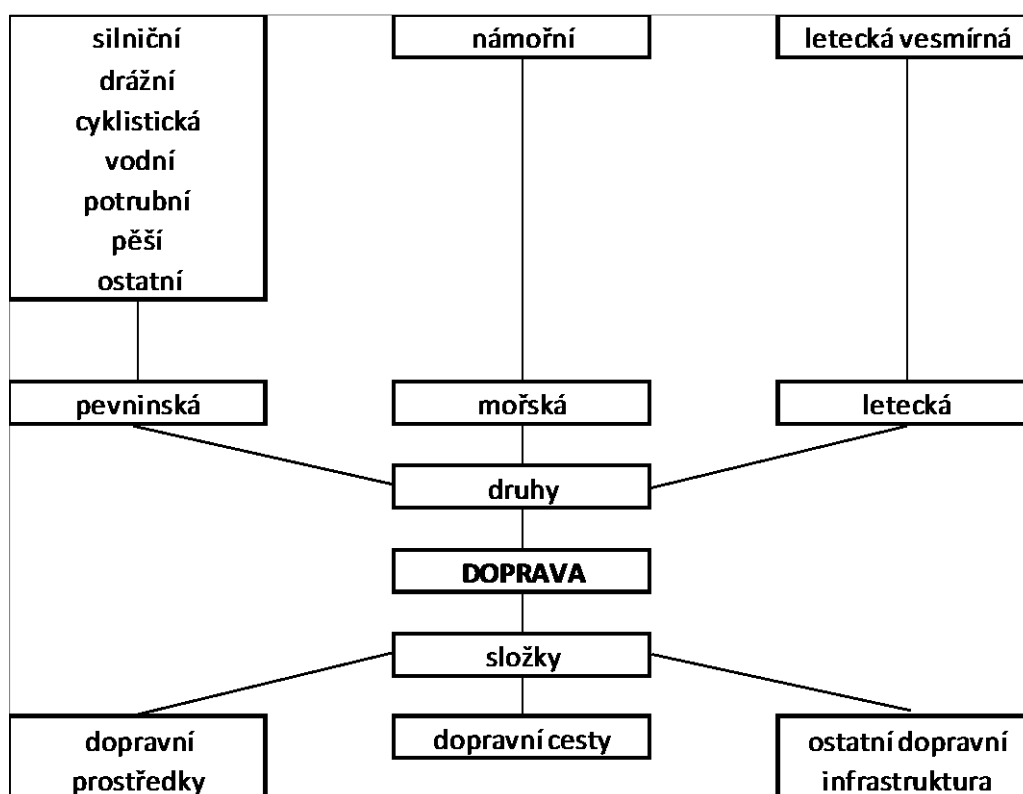 silniční
drážní
cyklistická
vodní
potrubní
pěší
ostatní
námořní
letecká vesmírná
pevninská
mořská
letecká
druhy
DOPRAVA
složky
dopravní
prostředky
dopravní cesty
ostatní dopravní
infrastruktura